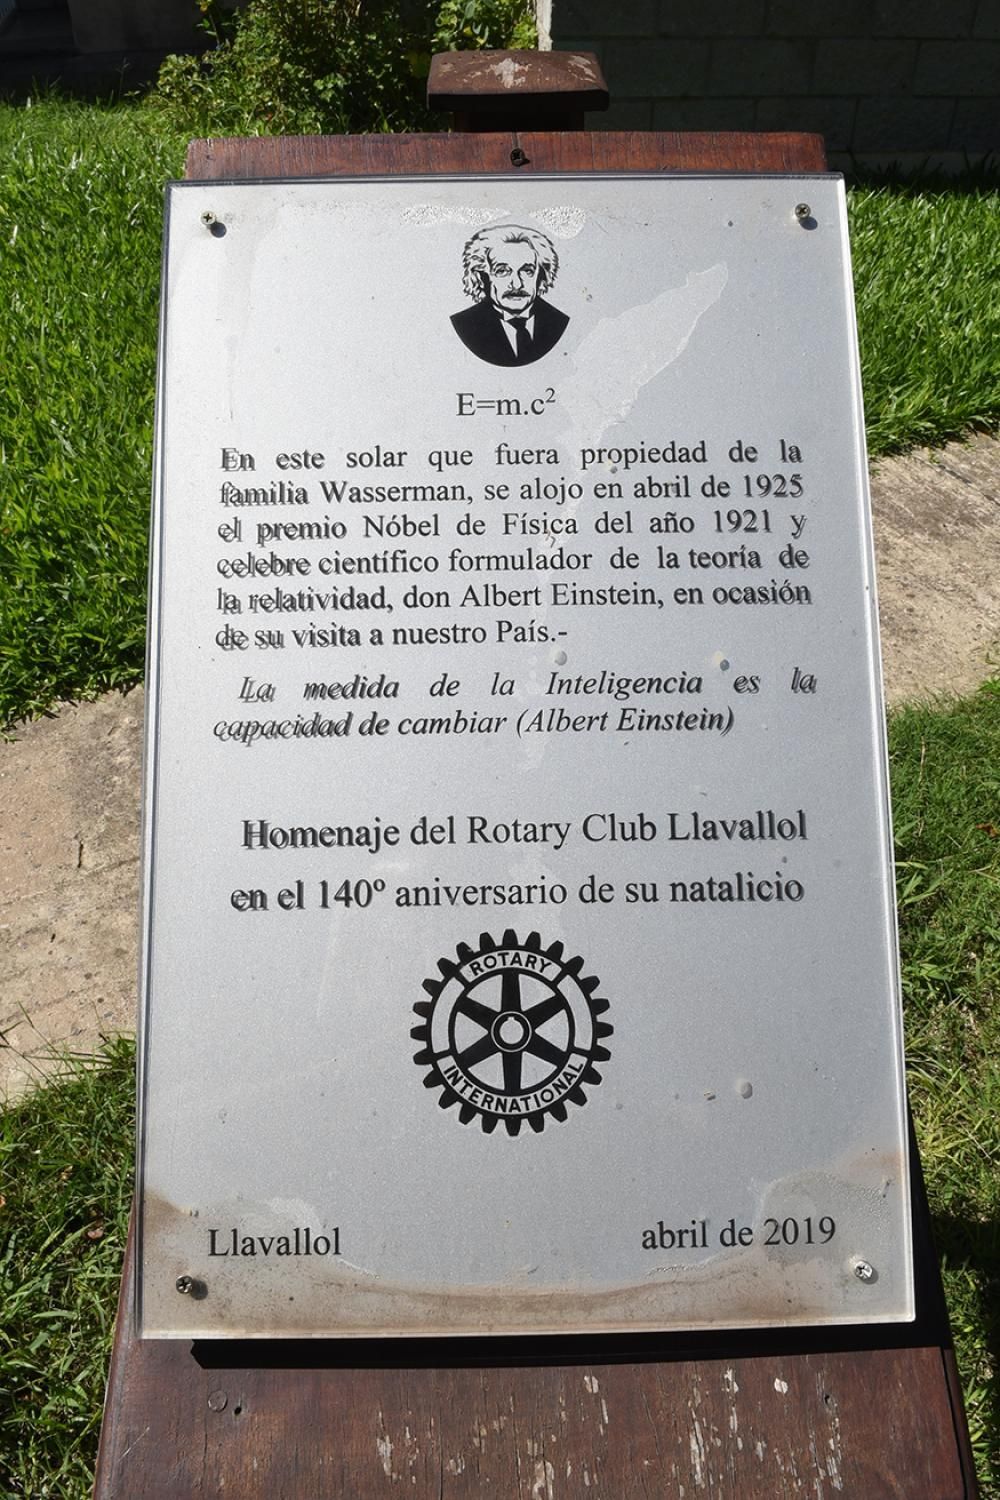 E=m.c²
En este solar que fuera propiedad de la
familia Wasserman, se alojo en abril de 1925
el premio Nóbel de Física del año 1921 y
celebre científico formulador de la teoría de
la relatividad, don Albert Einstein, en ocasión
de su visita a nuestro País.-
La medida de la Inteligencia es la
capacidad de cambiar (Albert Einstein)
Homenaje del Rotary Club Llavallol
en el 140º aniversario de su natalicio
ROTARY
INTERNATIONAL
Llavallol abril de 2019